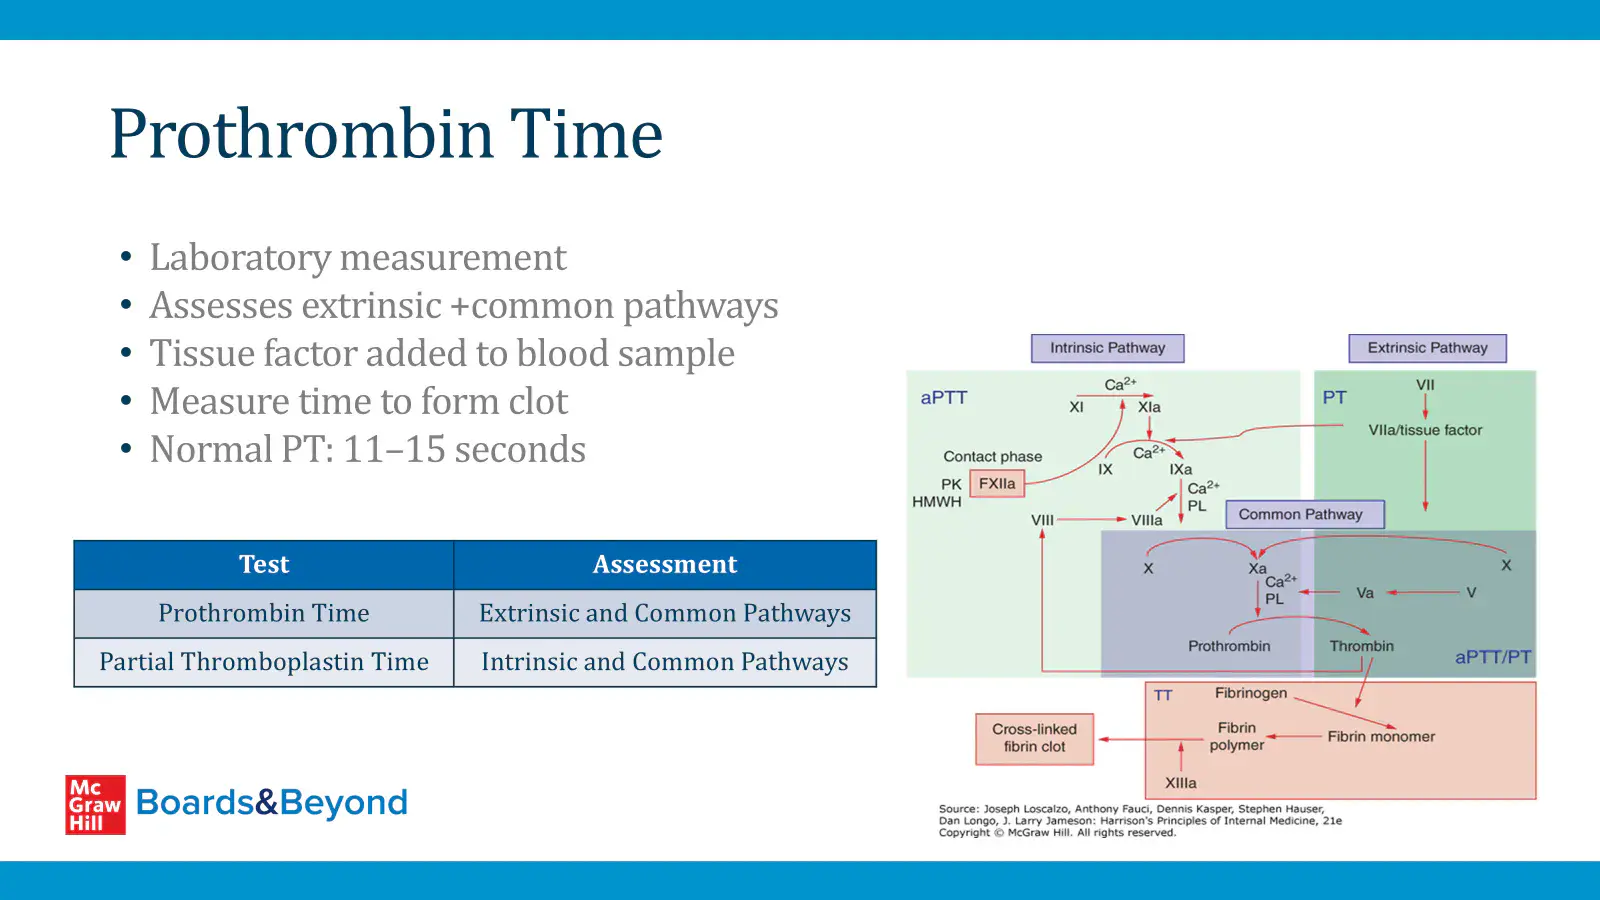 Prothrombin Time
• Laboratory measurement
• Assesses extrinsic +common pathways
• Tissue factor added to blood sample
• Measure time to form clot
• Normal PT: 11–15 seconds
Test Assessment
Prothrombin Time Extrinsic and Common Pathways
Partial Thromboplastin Time Intrinsic and Common Pathways
Intrinsic Pathway
Extrinsic Pathway
aPTT
Ca2+
XI
XIa
PT
VII
VIIa/tissue factor
Contact phase
PK
HMWH
FXIIa
IX
Ca2+
IXa
Ca2+
PL
VIII
VIIIa
Common Pathway
X
Xa
X
Ca2+
PL
Va
V
Prothrombin
Thrombin
aPTT/PT
TT
Fibrinogen
Cross-linked
fibrin clot
Fibrin
polymer
Fibrin monomer
XIIIa
Mc
Graw
Hill
Boards&Beyond
Source: Joseph Loscalzo, Anthony Fauci, Dennis Kasper, Stephen Hauser,
Dan Longo, J. Larry Jameson: Harrison's Principles of Internal Medicine, 21e
Copyright © McGraw Hill. All rights reserved.